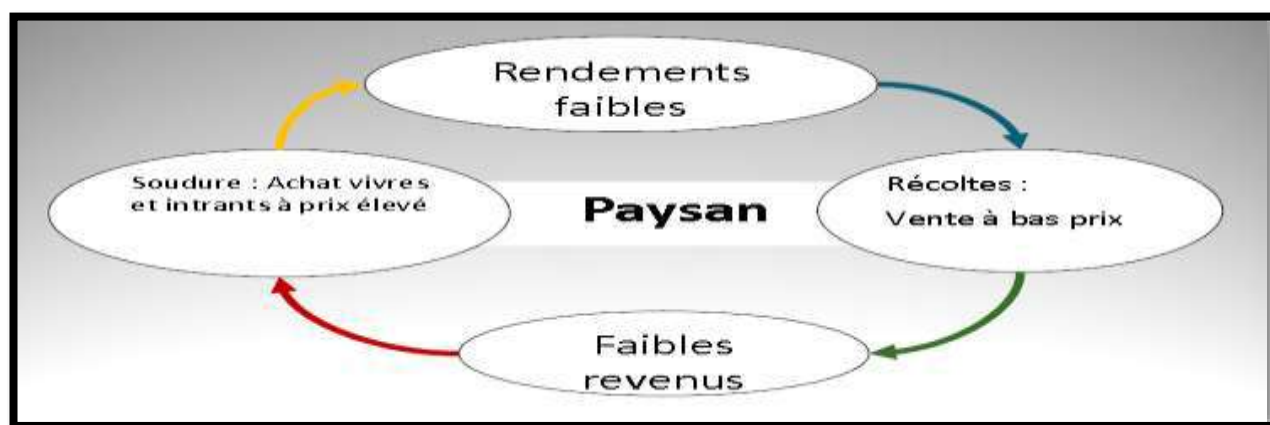 Rendements
faibles
Soudure : Achat vivres
et intrants à prix élevé
Paysan
Récoltes :
Vente à bas prix
Faibles
revenus